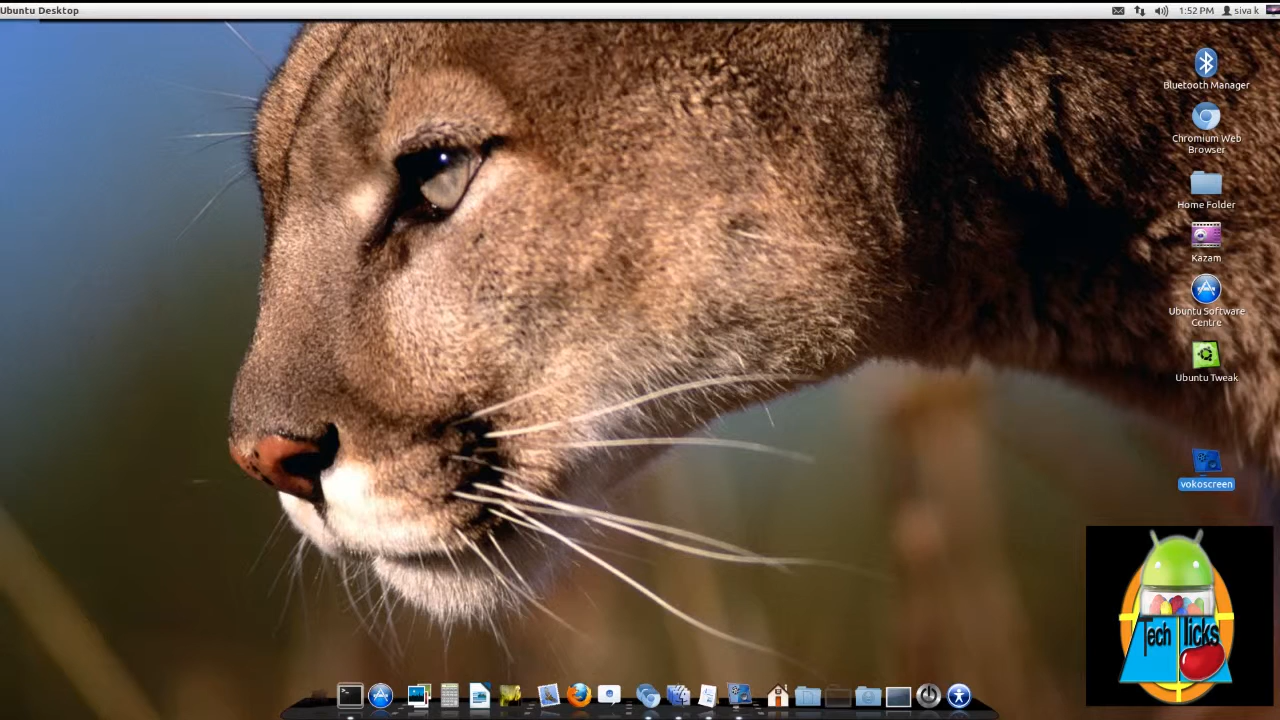 Ubuntu Desktop
1:52 PM
siva k
Bluetooth Manager
Chromium Web
Browser
Home Folder
Kazam
Ubuntu Software
Centre
Ubuntu Tweak
vokoscreen
Tech licks